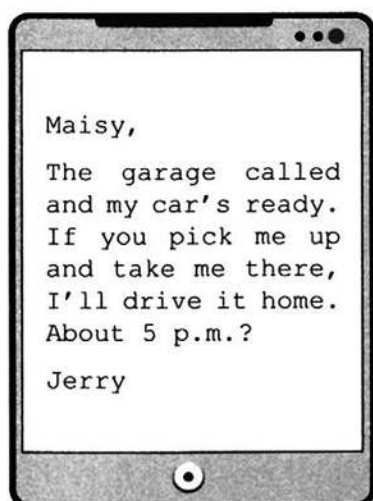 Maisy,
The garage called
and my car's ready.
If you pick me up
and take me there,
I'll drive it home.
About 5 p.m.?
Jerry